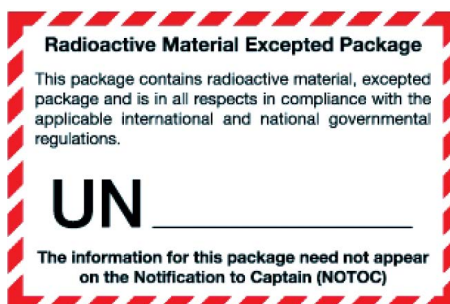 Radioactive Material Excepted Package
This package contains radioactive material, excepted
package and is in all respects in compliance with the
applicable international and national governmental
regulations.
UN
The information for this package need not appear
on the Notification to Captain (NOTOC)